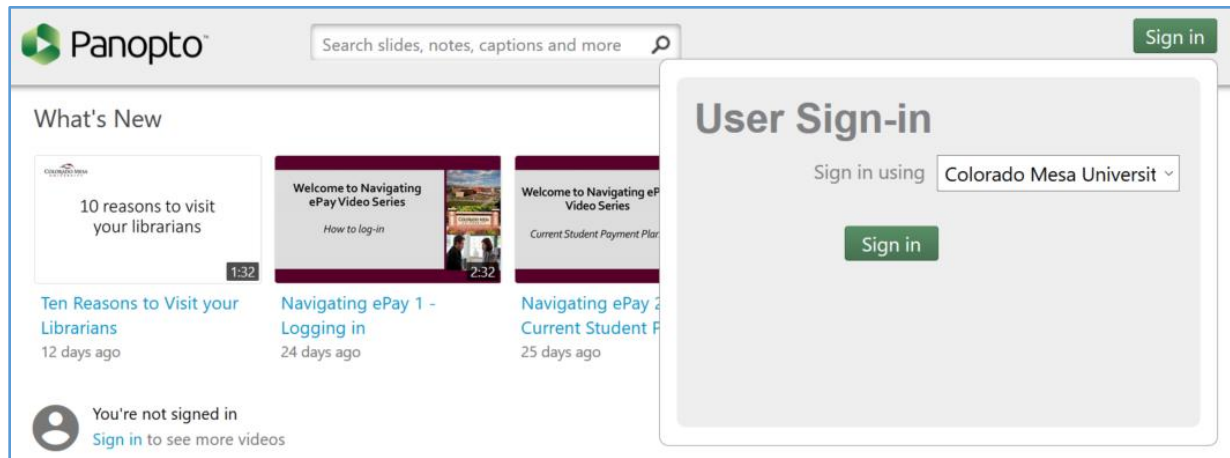 Panopto™
Search slides, notes, captions and more
Sign in
What's New
COLORADO MESA
UNIVERSITY
10 reasons to visit
your librarians
1:32
Ten Reasons to Visit your
Librarians
12 days ago
Welcome to Navigating
ePay Video Series
How to log-in
2:32
Navigating ePay 1 -
Logging in
24 days ago
Welcome to Navigating eP
Video Series
Current Student Payment Plan
Navigating ePay 2
Current Student P
25 days ago
You're not signed in
Sign in to see more videos
User Sign-in
Sign in using
Colorado Mesa Universit
Sign in